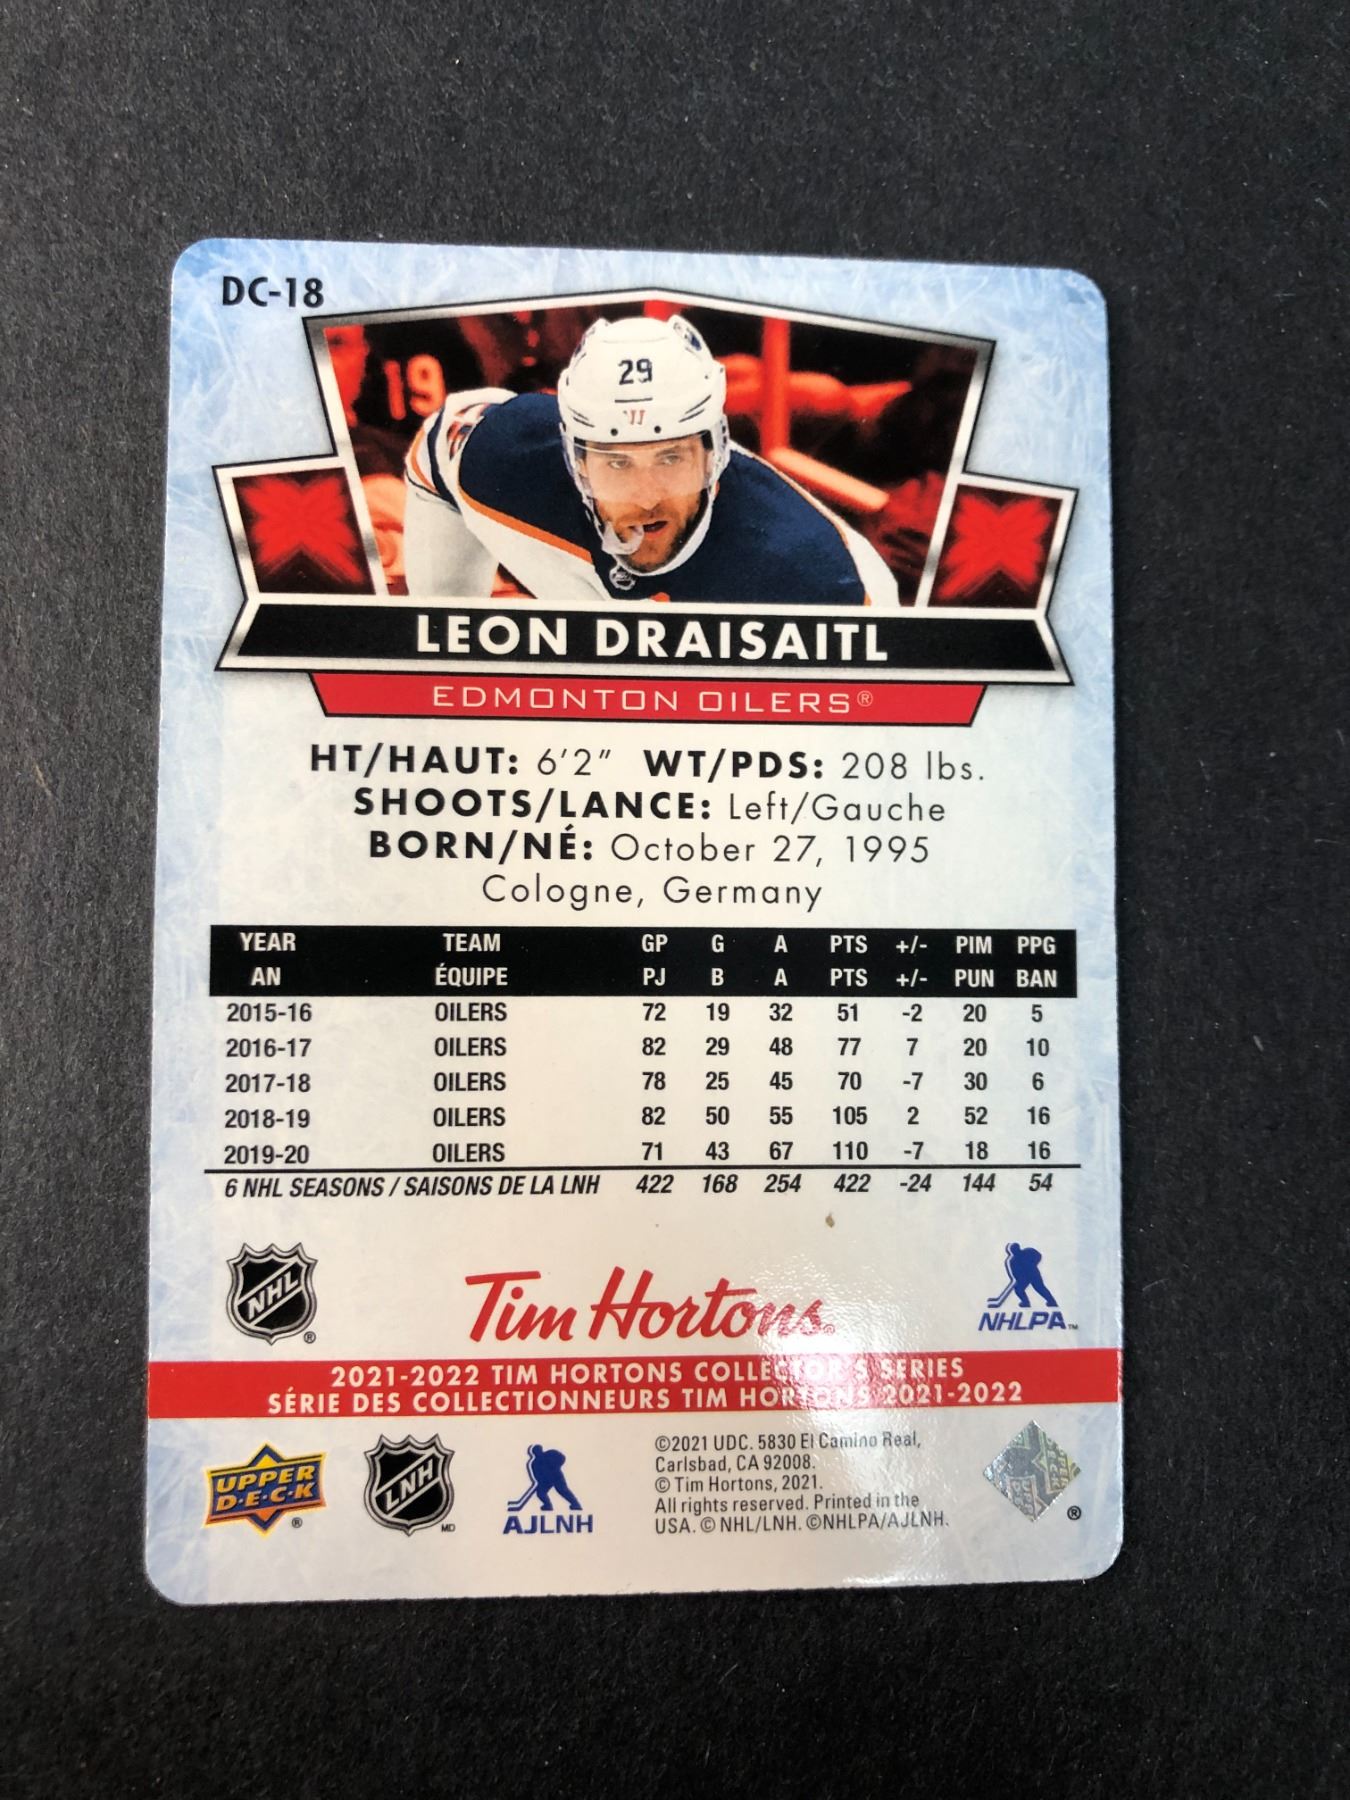 DC-18
19
29
LEON DRAISAITL
EDMONTON OILERS®
HT/HAUT: 6'2" WT/PDS: 208 lbs.
SHOOTS/LANCE: Left/Gauche
BORN/NÉ: October 27, 1995
Cologne, Germany
YEAR TEAM GP G A PTS +/- PIM PPG
AN ÉQUIPE PJ B A PTS +/- PUN BAN
2015-16 OILERS 72 19 32 51 -2 20 5
2016-17 OILERS 82 29 48 77 7 20 10
2017-18 OILERS 78 25 45 70 -7 30 6
2018-19 OILERS 82 50 55 105 2 52 16
2019-20 OILERS 71 43 67 110 -7 18 16
6 NHL SEASONS / SAISONS DE LA LNH 422 168 254 422 -24 144 54
NHL ®
Tim Hortons®
NHLPA™
2021-2022 TIM HORTONS COLLECTOR'S SERIES
SÉRIE DES COLLECTIONNEURS TIM HORTONS 2021-2022
UPPER
D·E·C·K ®
LNH MD
AJLNH
©2021 UDC. 5830 El Camino Real,
Carlsbad, CA 92008.
© Tim Hortons, 2021.
All rights reserved. Printed in the
USA. © NHL/LNH. ©NHLPA/AJLNH.
®